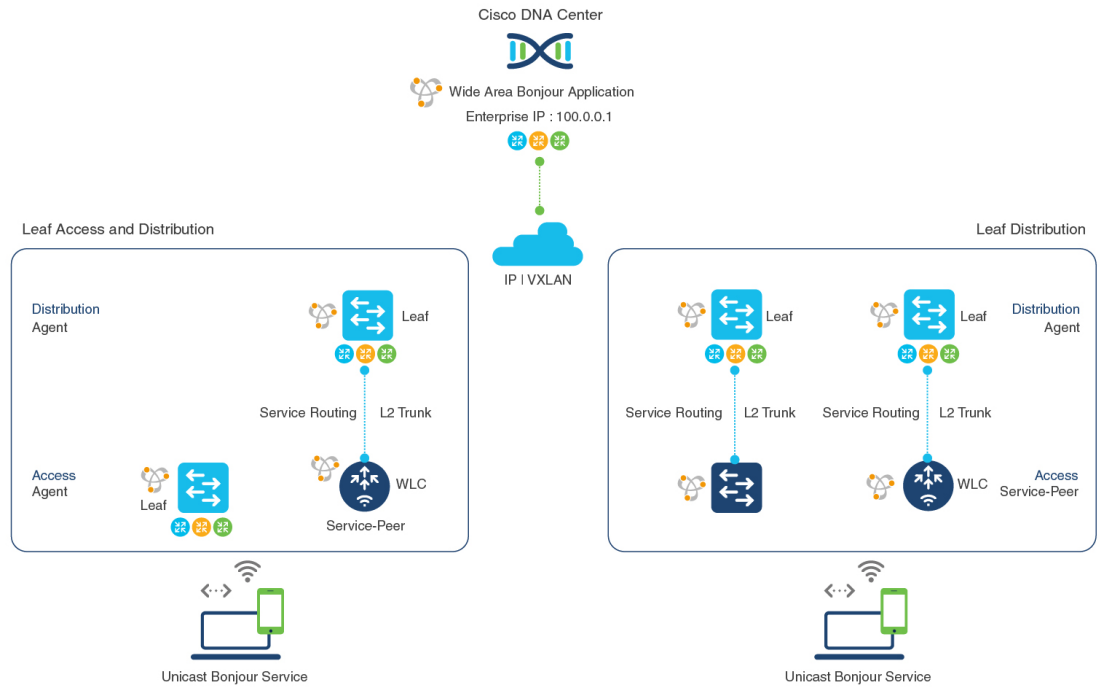 Cisco DNA Center
Wide Area Bonjour Application
Enterprise IP : 100.0.0.1
IP | VXLAN
Leaf Access and Distribution
Distribution
Agent
Leaf
Service Routing
L2 Trunk
Access
Agent
Leaf
WLC
Service-Peer
Unicast Bonjour Service
Leaf Distribution
Leaf
Leaf
Distribution
Agent
Service Routing
L2 Trunk
Service Routing
L2 Trunk
WLC
Access
Service-Peer
Unicast Bonjour Service